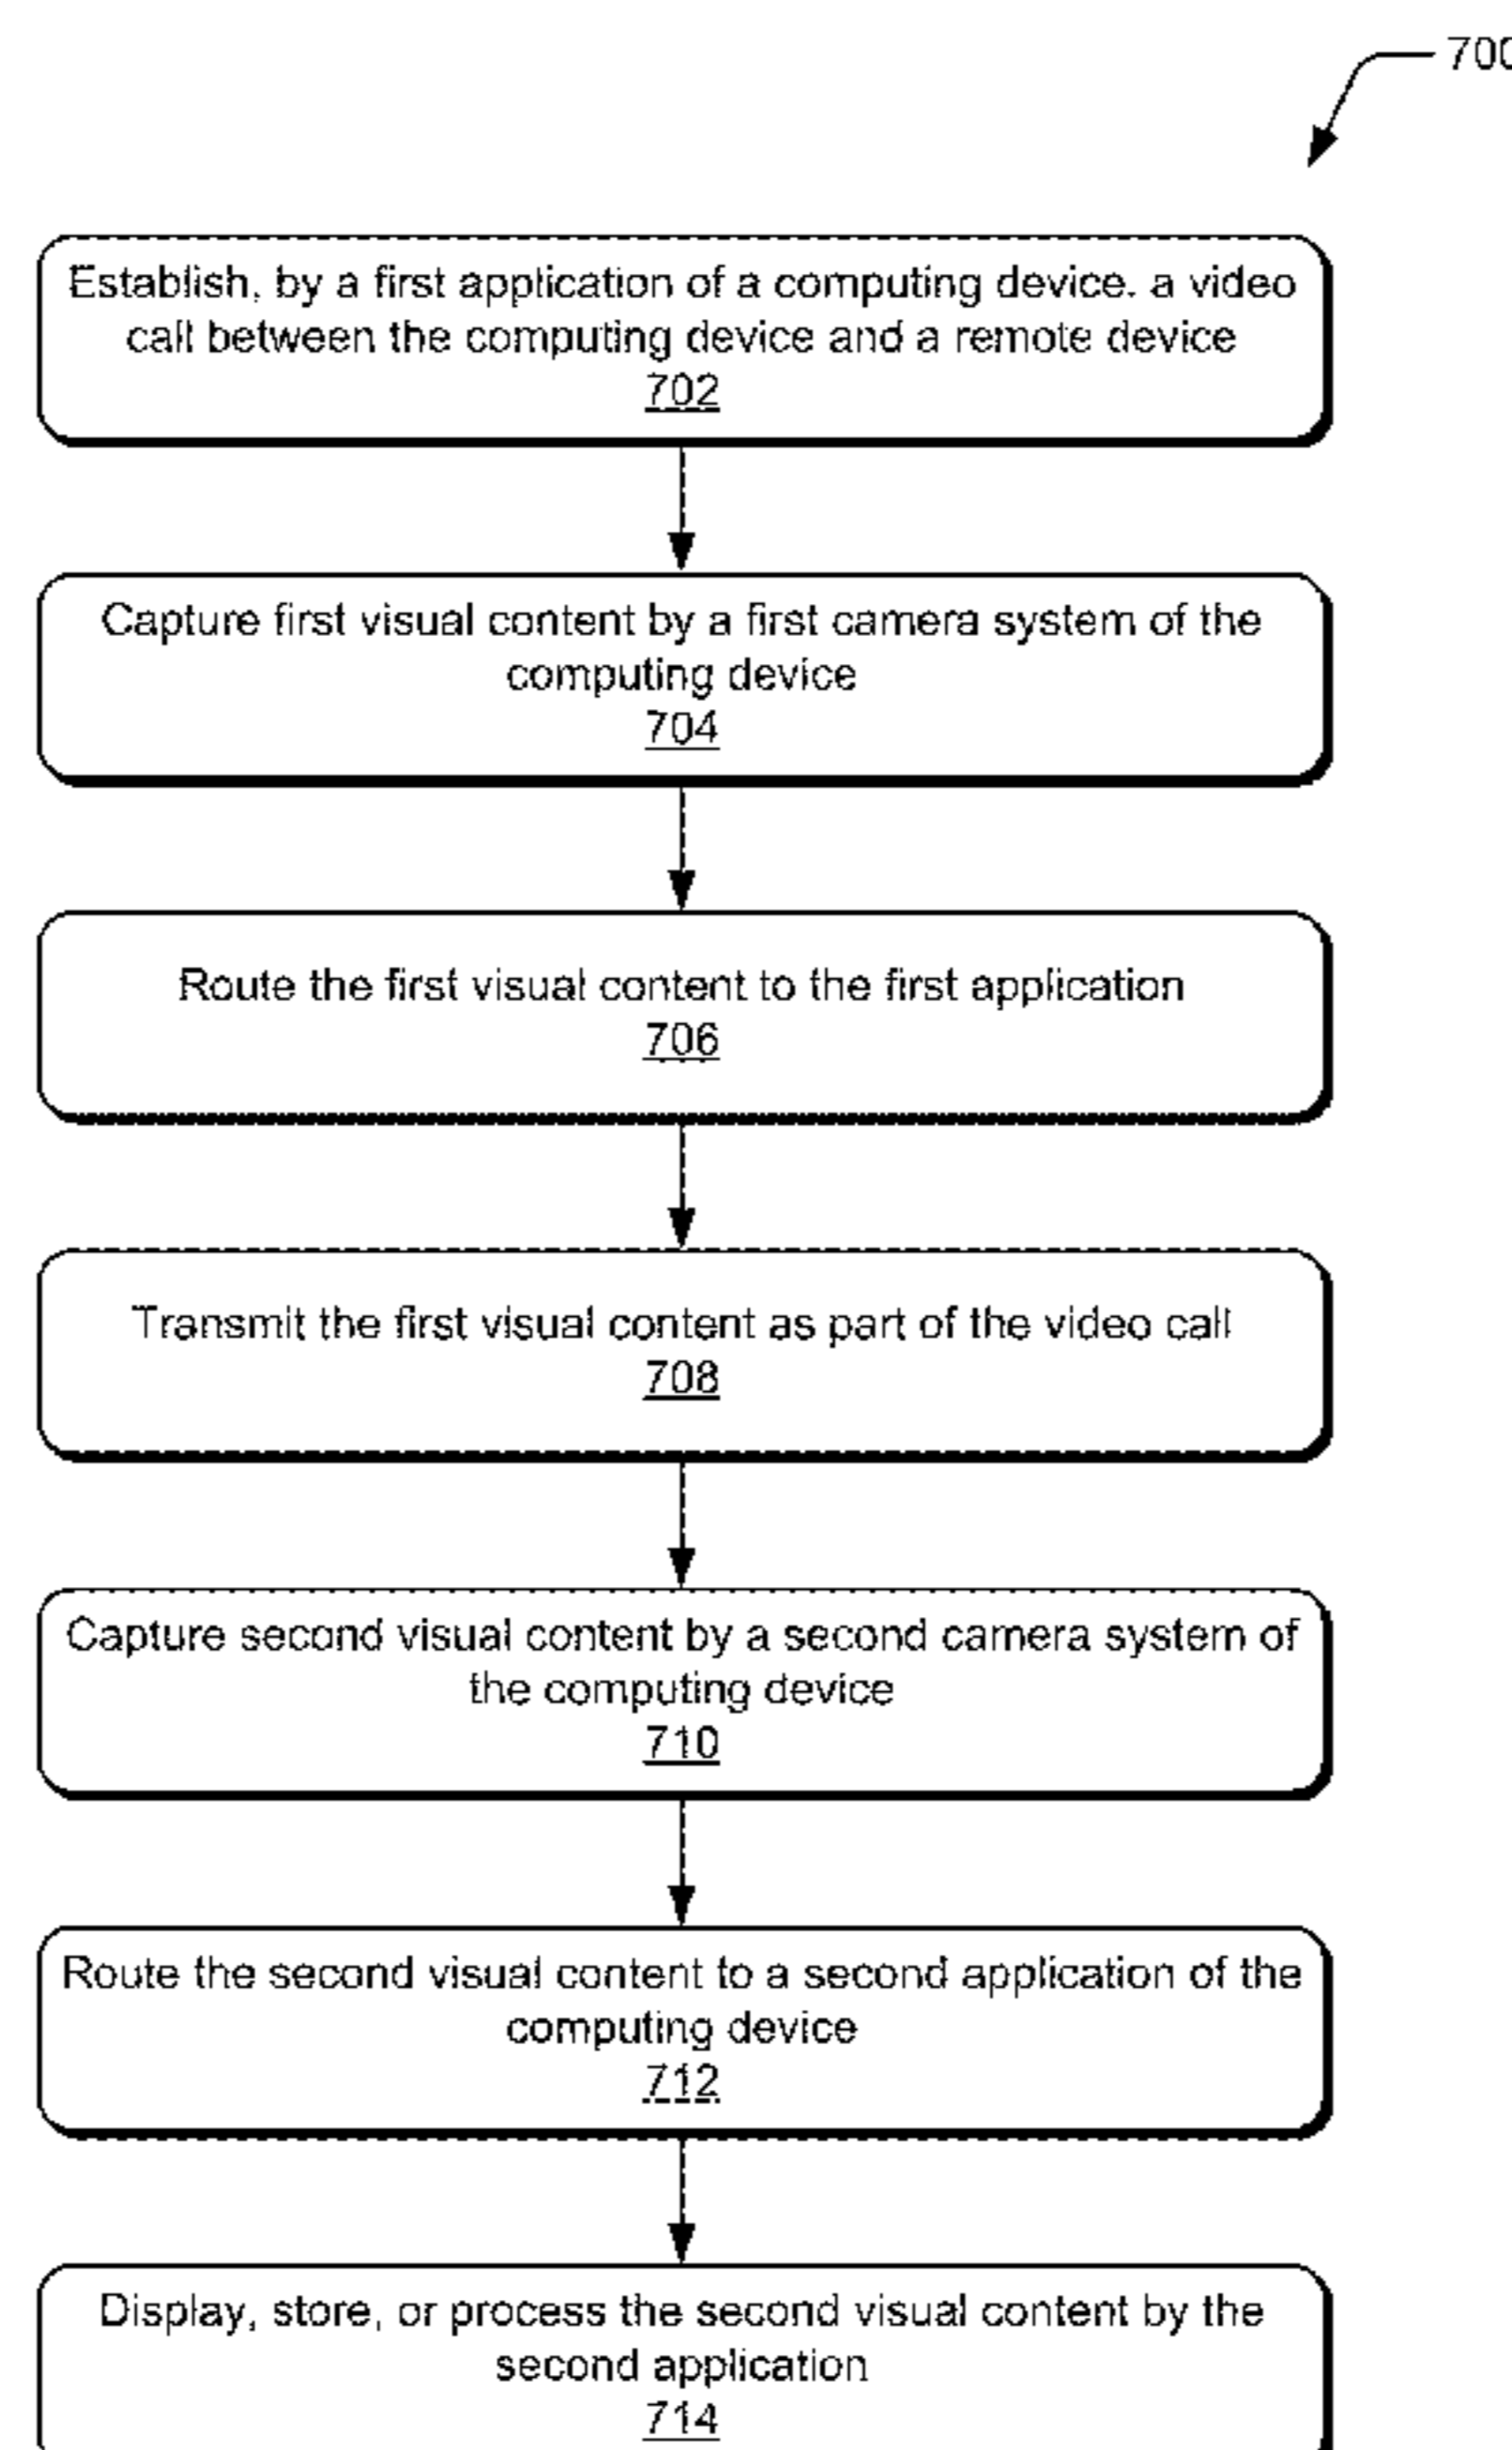 700
Establish, by a first application of a computing device, a video
call between the computing device and a remote device
702
Capture first visual content by a first camera system of the
computing device
704
Route the first visual content to the first application
706
Transmit the first visual content as part of the video call
708
Capture second visual content by a second camera system of
the computing device
710
Route the second visual content to a second application of the
computing device
712
Display, store, or process the second visual content by the
second application
714